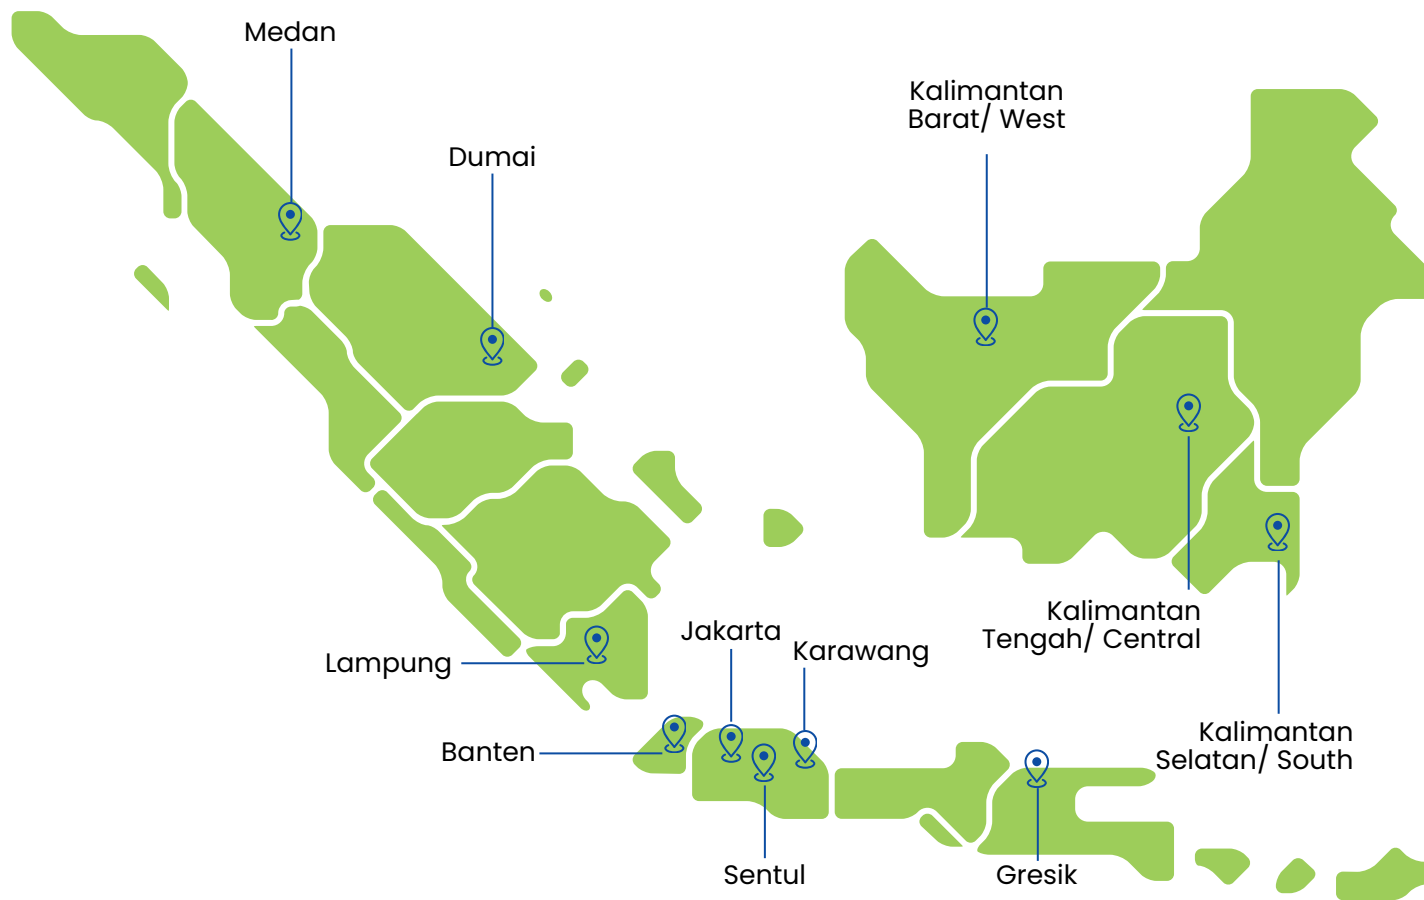 Medan
Dumai
Kalimantan
Barat/ West
Kalimantan
Tengah/ Central
Jakarta
Karawang
Lampung
Kalimantan
Selatan/ South
Banten
Sentul
Gresik